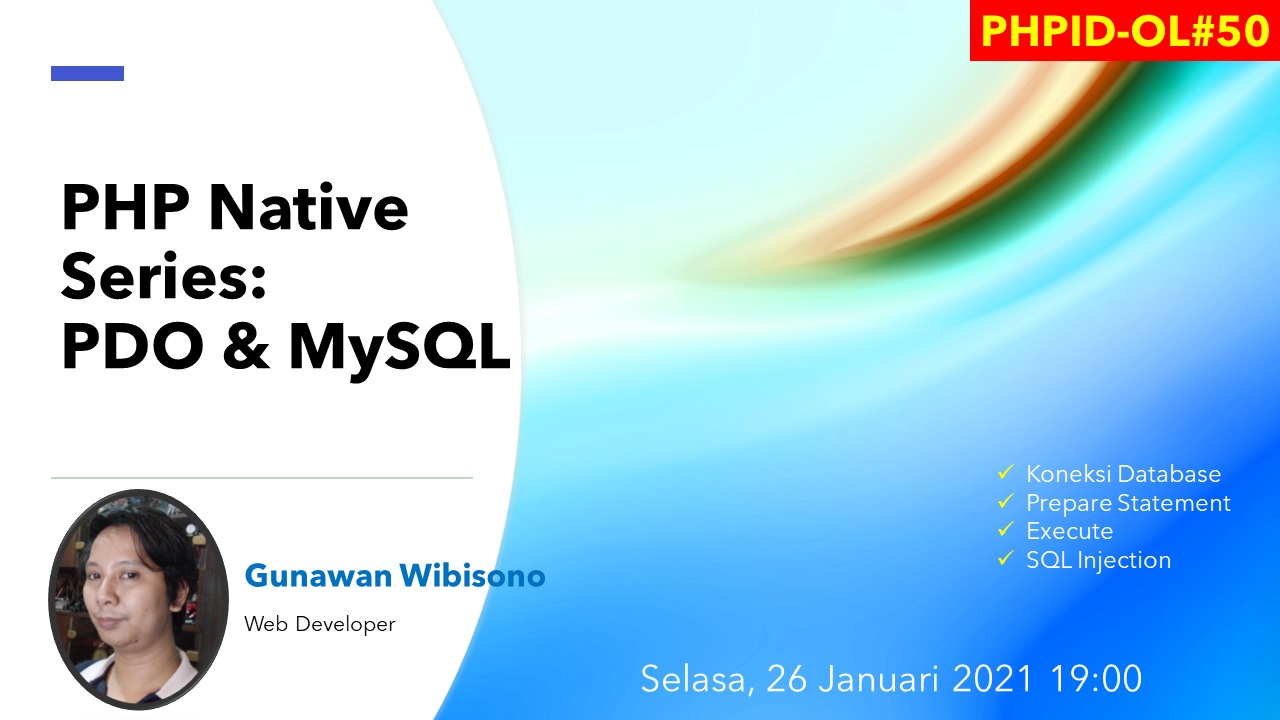 PHPID-OL#50
PHP Native
Series:
PDO & MySQL
Koneksi Database
Prepare Statement
Execute
SQL Injection
Gunawan Wibisono
Web Developer
Selasa, 26 Januari 2021 19:00